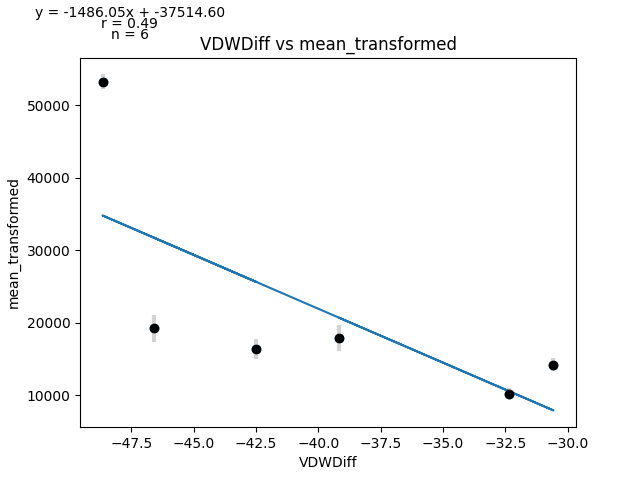 y = -1486.05x + -37514.60
r = 0.49
n = 6
VDWDiff vs mean_transformed
mean_transformed
50000
40000
30000
20000
10000
−47.5 −45.0 −42.5 −40.0 −37.5 −35.0 −32.5 −30.0
VDWDiff